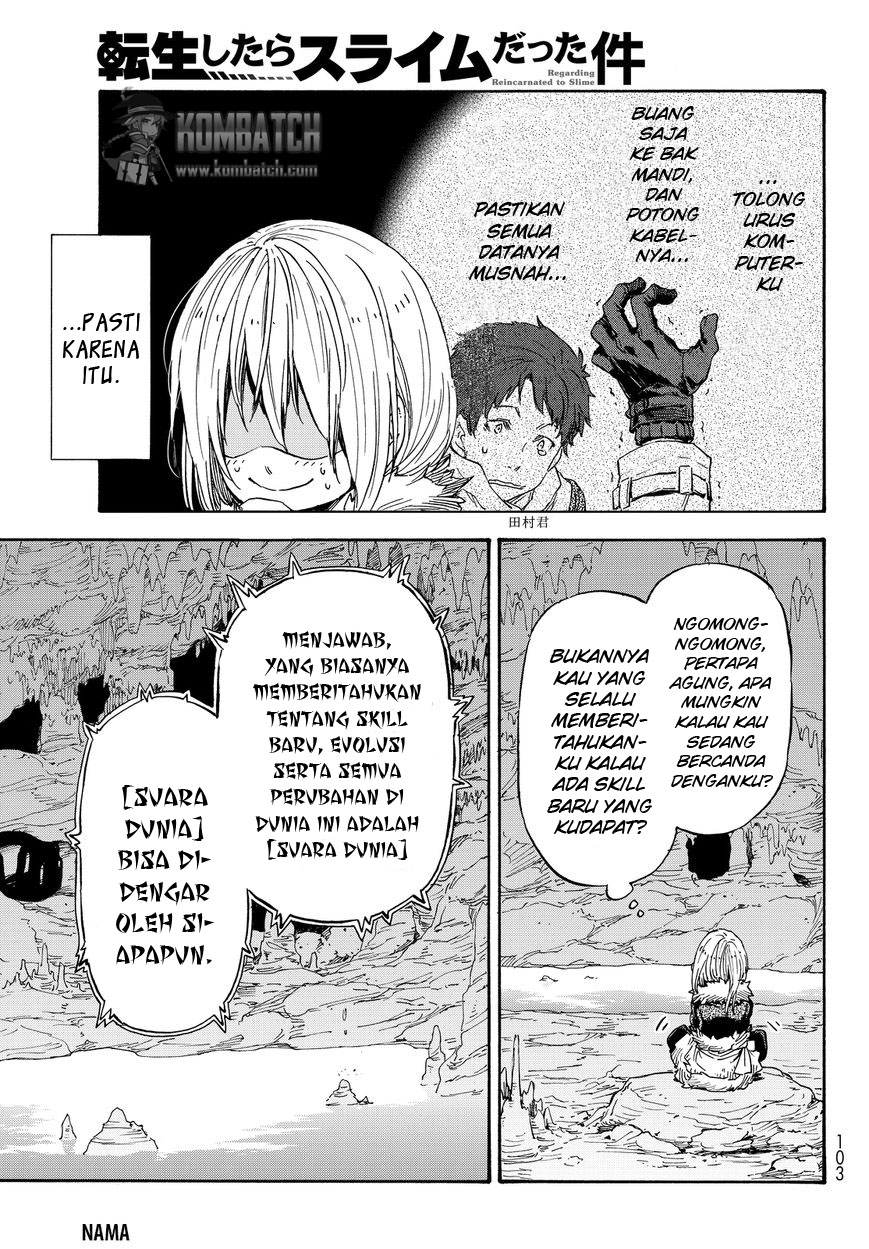 転生したらスライムだった件
Regarding
Reincarnated to Slime
KOMBATCH
www.kombatch.com
...
TOLONG
URUS
KOM-
PUTER-
KU
BUANG
SAJA
KE BAK
MANDI,
DAN
POTONG
KABEL-
NYA...
PASTIKAN
SEMUA
DATANYA
MUSNAH...
...PASTI
KARENA
ITU.
田村君
NGOMONG-
NGOMONG,
PERTAPA
AGUNG, APA
MUNGKIN
KALAU KAU
SEDANG
BERCANDA
DENGANKU?
BUKANNYA
KAU YANG
SELALU
MEMBERI-
TAHUKAN-
KU KALAU
ADA SKILL
BARU YANG
KUDAPAT?
MENJAWAB,
YANG BIASANYA
MEMBERITAHUKAN
TENTANG SKILL
BARU, EVOLUSI
SERTA SEMUA
PERUBAHAN DI
DUNIA INI ADALAH
[SUARA DUNIA]
[SUARA
DUNIA]
BISA DI-
DENGAR
OLEH SI-
APAPUN.
103
NAMA